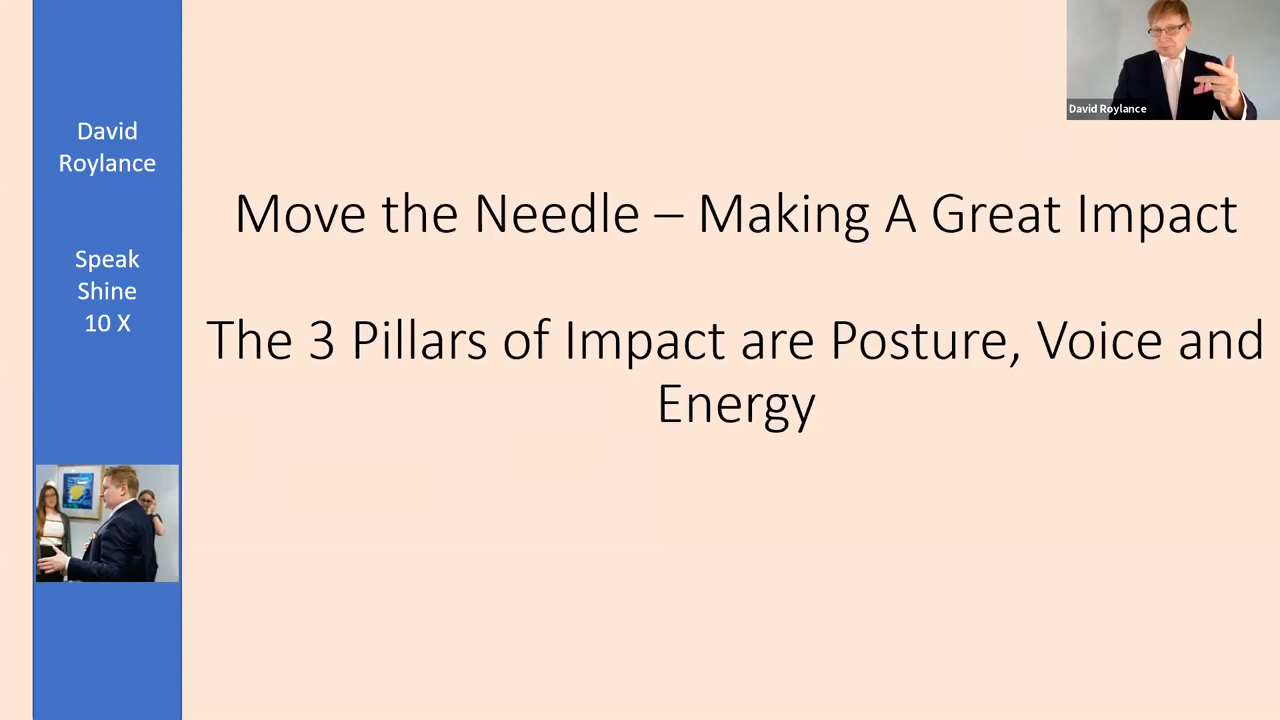 David
Roylance
Speak
Shine
10 X
Move the Needle – Making A Great Impact
The 3 Pillars of Impact are Posture, Voice and
Energy
David Roylance